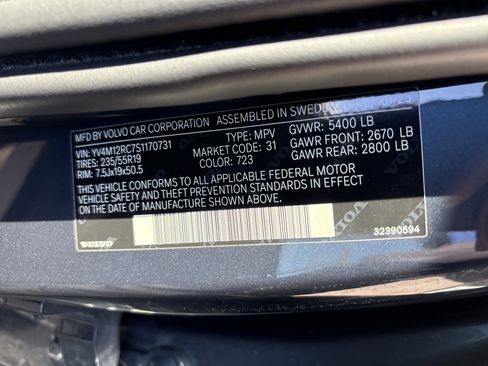 MFD BY VOLVO CAR CORPORATION ASSEMBLED IN SWEDEN
VIN: YV4M12RC7S1170731 TYPE: MPV GVWR: 5400 LB
TIRES: 235/55R19 MARKET CODE: 31 GAWR FRONT: 2670 LB
RIM: 7.5Jx19x50.5 COLOR: 723 GAWR REAR: 2800 LB
THIS VEHICLE CONFORMS TO ALL APPLICABLE FEDERAL MOTOR
VEHICLE SAFETY AND THEFT PREVENTION STANDARDS IN EFFECT
ON THE DATE OF MANUFACTURE SHOWN ABOVE.
VOLVO
32390594